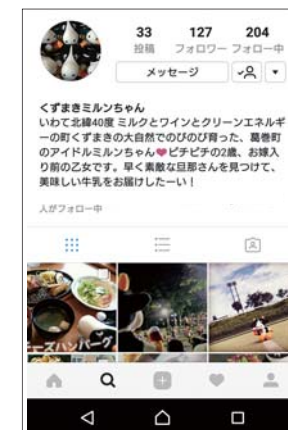 33 127 204
投稿 フォロワー フォロー中
メッセージ
くずまきミルンちゃん
いわて北緯40度 ミルクとワインとクリーンエネルギ
ーの町くずまきの大自然でのびのび育った、葛巻町
のアイドルミルンちゃん❤ピチピチの2歳、お嫁入
り前の乙女です。早く素敵な旦那さんを見つけて、
美味しい牛乳をお届けしたーい！
人がフォロー中
チーズハンバーグ